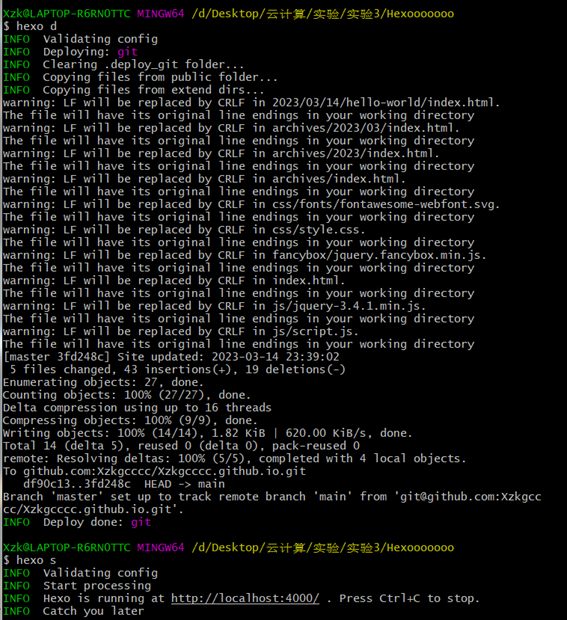 Xzk@LAPTOP-R6RN0TTC MINGW64 /d/Desktop/云计算/实验/实验3/Hexooooooo
$ hexo d
INFO  Validating config
INFO  Deploying: git
INFO  Clearing .deploy_git folder...
INFO  Copying files from public folder...
INFO  Copying files from extend dirs...
warning: LF will be replaced by CRLF in 2023/03/14/hello-world/index.html.
The file will have its original line endings in your working directory
warning: LF will be replaced by CRLF in archives/2023/03/index.html.
The file will have its original line endings in your working directory
warning: LF will be replaced by CRLF in archives/2023/index.html.
The file will have its original line endings in your working directory
warning: LF will be replaced by CRLF in archives/index.html.
The file will have its original line endings in your working directory
warning: LF will be replaced by CRLF in css/fonts/fontawesome-webfont.svg.
The file will have its original line endings in your working directory
warning: LF will be replaced by CRLF in css/style.css.
The file will have its original line endings in your working directory
warning: LF will be replaced by CRLF in fancybox/jquery.fancybox.min.js.
The file will have its original line endings in your working directory
warning: LF will be replaced by CRLF in index.html.
The file will have its original line endings in your working directory
warning: LF will be replaced by CRLF in js/jquery-3.4.1.min.js.
The file will have its original line endings in your working directory
warning: LF will be replaced by CRLF in js/script.js.
The file will have its original line endings in your working directory
[master 3fd248c] Site updated: 2023-03-14 23:39:02
 5 files changed, 43 insertions(+), 19 deletions(-)
Enumerating objects: 27, done.
Counting objects: 100% (27/27), done.
Delta compression using up to 16 threads
Compressing objects: 100% (9/9), done.
Writing objects: 100% (14/14), 1.82 KiB | 620.00 KiB/s, done.
Total 14 (delta 5), reused 0 (delta 0), pack-reused 0
remote: Resolving deltas: 100% (5/5), completed with 4 local objects.
To github.com:Xzkgcccc/Xzkgcccc.github.io.git
   df90c13..3fd248c  HEAD -> main
Branch 'master' set up to track remote branch 'main' from 'git@github.com:Xzkgcc
cc/Xzkgcccc.github.io.git'.
INFO  Deploy done: git
Xzk@LAPTOP-R6RN0TTC MINGW64 /d/Desktop/云计算/实验/实验3/Hexooooooo
$ hexo s
INFO  Validating config
INFO  Start processing
INFO  Hexo is running at http://localhost:4000/ . Press Ctrl+C to stop.
INFO  Catch you later